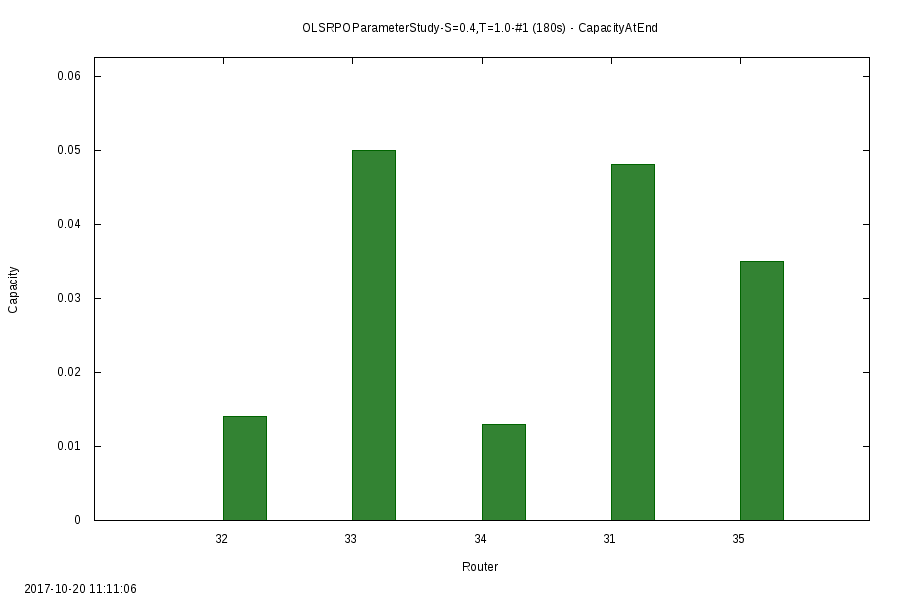 OLSRPOParameterStudy-S=0.4,T=1.0-#1 (180s) - CapacityAtEnd
0.06
0.05
0.04
0.03
0.02
0.01
0
Capacity
32 33 34 31 35
Router
2017-10-20 11:11:06